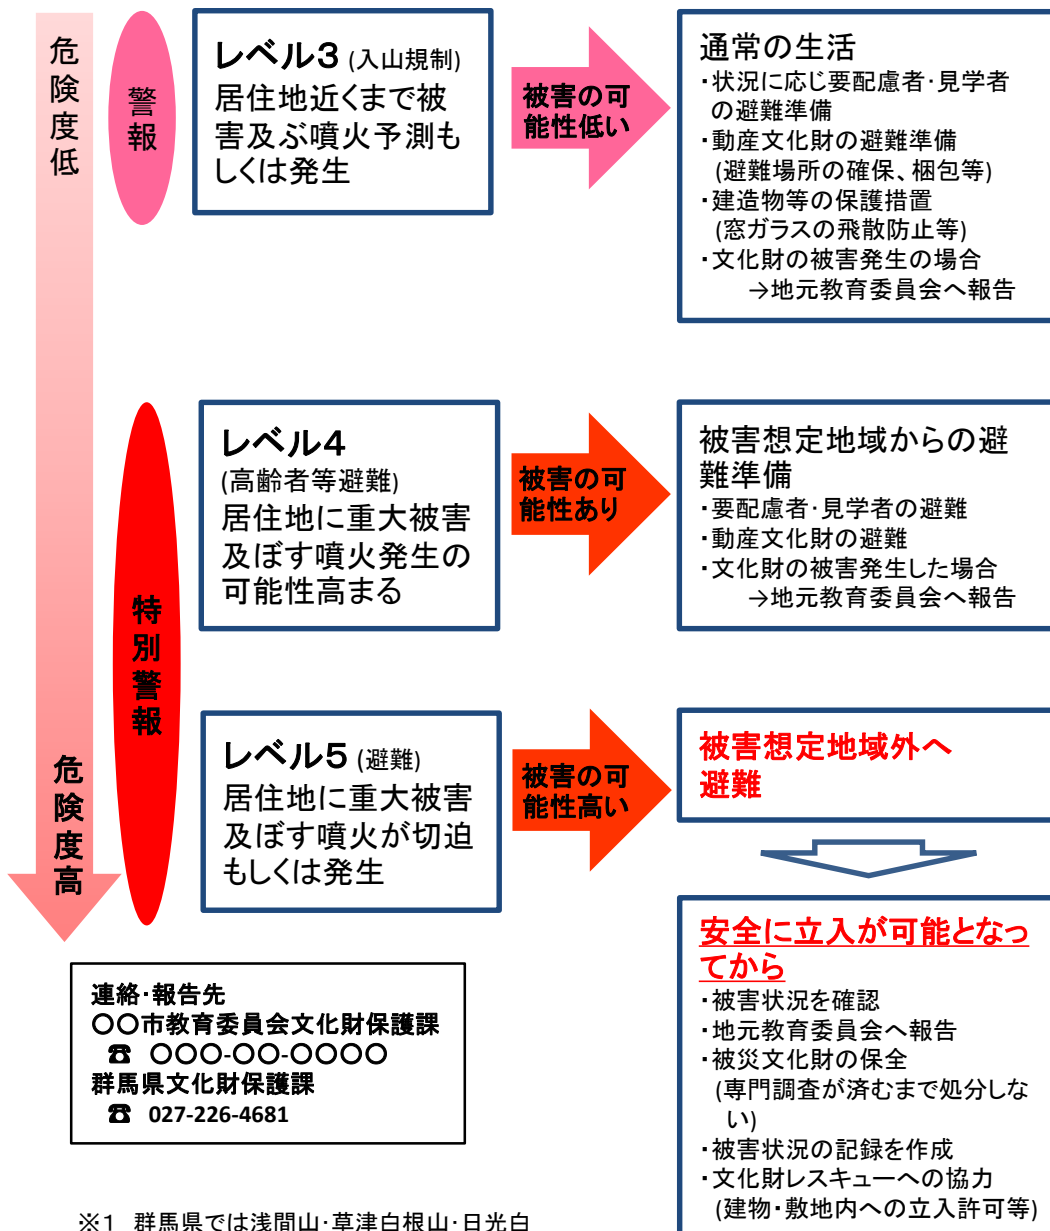 危険度低
警報
レベル3 (入山規制)
居住地近くまで被
害及ぶ噴火予測も
しくは発生
被害の可
能性低い
通常の生活
・状況に応じ要配慮者・見学者
の避難準備
・動産文化財の避難準備
(避難場所の確保、梱包等)
・建造物等の保護措置
(窓ガラスの飛散防止等)
・文化財の被害発生の場合
→地元教育委員会へ報告
特別警報
レベル4
(高齢者等避難)
居住地に重大被害
及ぼす噴火発生の
可能性高まる
被害の可
能性あり
被害想定地域からの避
難準備
・要配慮者・見学者の避難
・動産文化財の避難
・文化財の被害発生した場合
→地元教育委員会へ報告
危険度高
レベル5 (避難)
居住地に重大被害
及ぼす噴火が切迫
もしくは発生
被害の可
能性高い
被害想定地域外へ
避難
安全に立入が可能となっ
てから
・被害状況を確認
・地元教育委員会へ報告
・被災文化財の保全
(専門調査が済むまで処分しな
い)
・被害状況の記録を作成
・文化財レスキューへの協力
(建物・敷地内への立入許可等)
連絡・報告先
〇〇市教育委員会文化財保護課
☎ 〇〇〇-〇〇-〇〇〇〇
群馬県文化財保護課
☎ 027-226-4681
※1 群馬県では浅間山・草津白根山・日光白